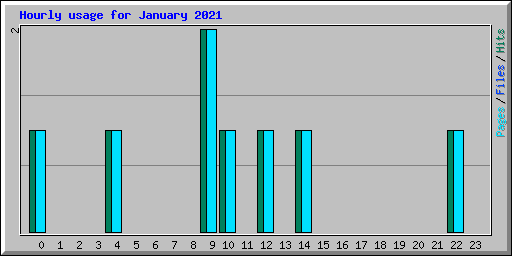 Hourly usage for January 2021
2
Pages/Files/Hits
0 1 2 3 4 5 6 7 8 9 10 11 12 13 14 15 16 17 18 19 20 21 22 23